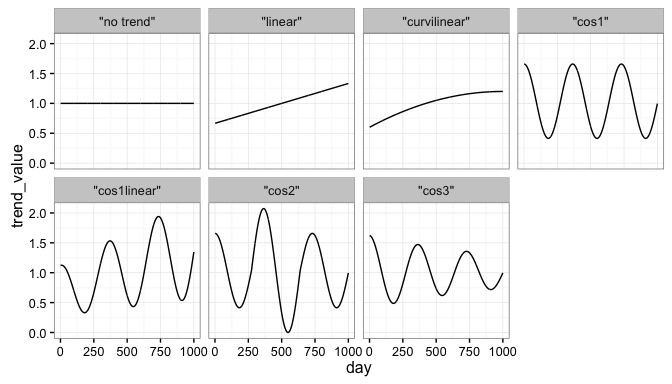 "no trend" "linear" "curvilinear" "cos1"
2.0
1.5
1.0
0.5
0.0
trend_value
"cos1linear" "cos2" "cos3"
2.0
1.5
1.0
0.5
0.0
0 250 500 750 1000 0 250 500 750 1000 0 250 500 750 1000
day